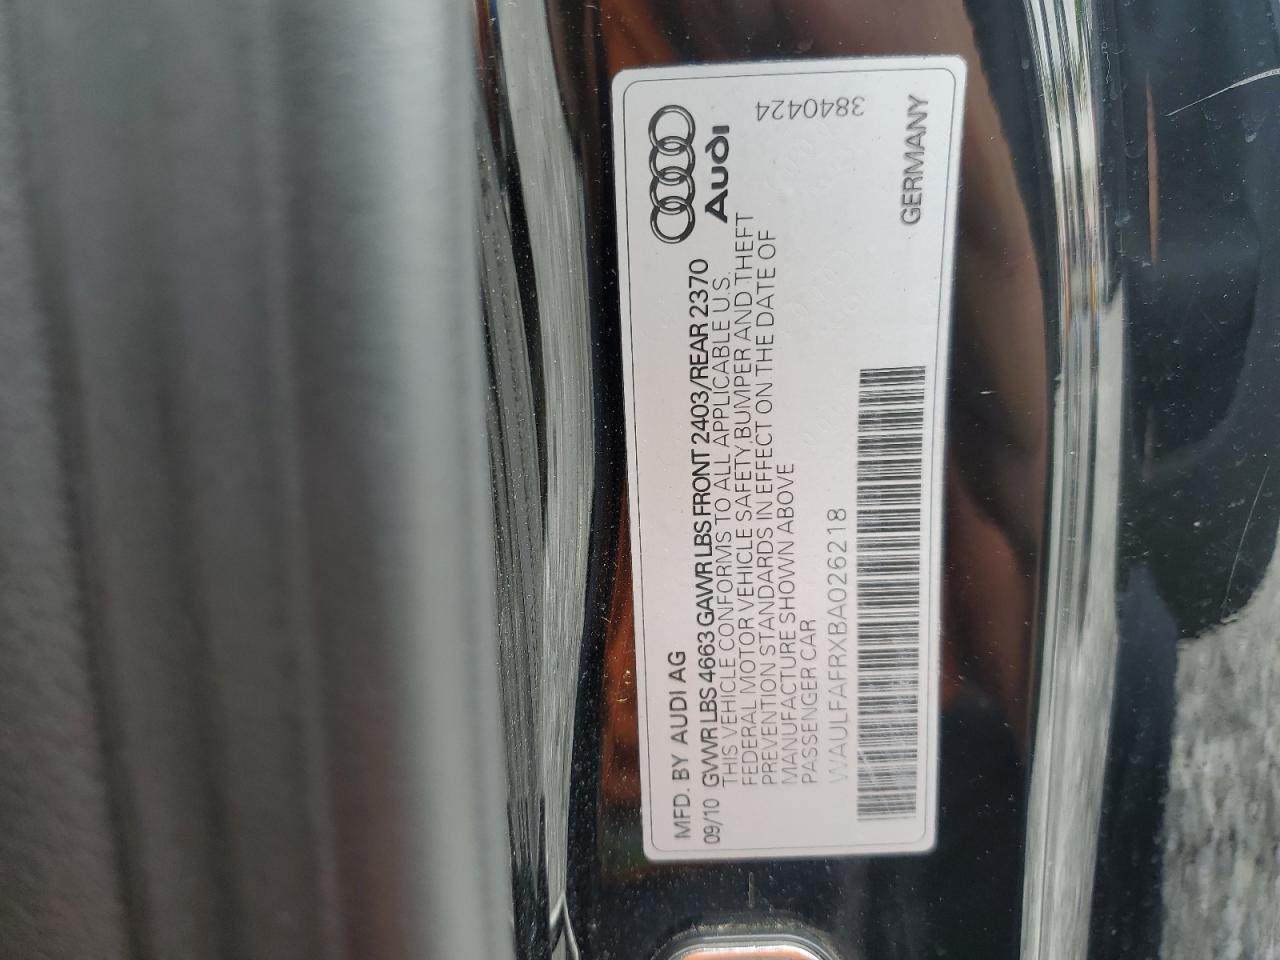 MFD. BY AUDI AG
09/10 GVWR LBS 4663 GAWR LBS FRONT 2403/REAR 2370
THIS VEHICLE CONFORMS TO ALL APPLICABLE U.S.
FEDERAL MOTOR VEHICLE SAFETY, BUMPER AND THEFT
PREVENTION STANDARDS IN EFFECT ON THE DATE OF
MANUFACTURE SHOWN ABOVE
PASSENGER CAR
WAULFAFRXBA026218
Audi
3840424
GERMANY